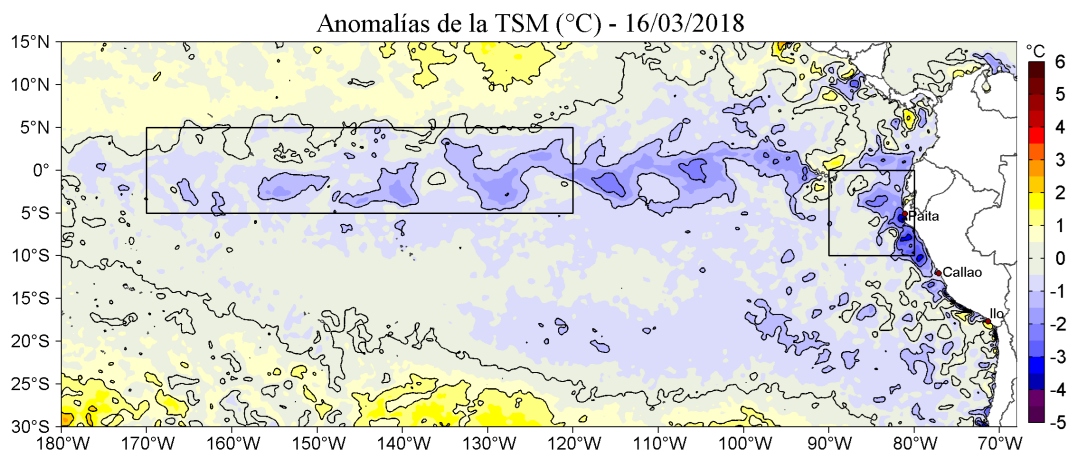 Anomalías de la TSM (°C) - 16/03/2018
15°N
10°N
5°N
0°
5°S
10°S
15°S
20°S
25°S
30°S
180°W
170°W
160°W
150°W
140°W
130°W
120°W
110°W
100°W
90°W
80°W
70°W
Paita
Callao
Ilo
°C
6
5
4
3
2
1
0
-1
-2
-3
-4
-5